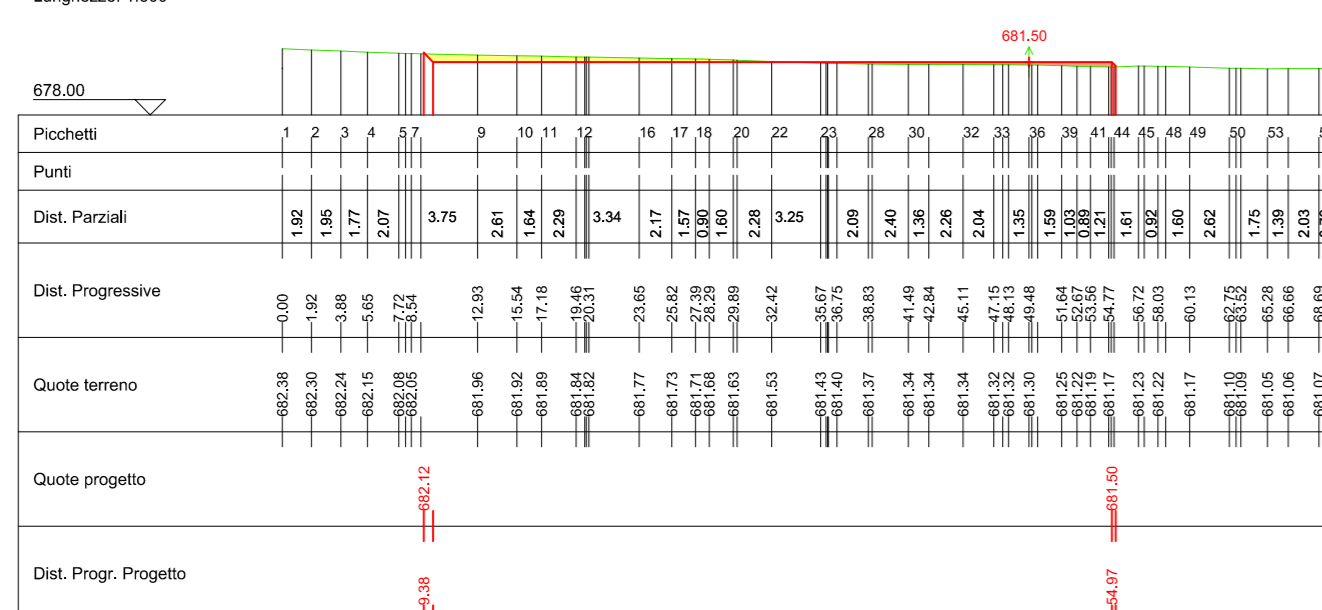 681.50
678.00
Picchetti 1 2 3 4 5 7 9 10 11 12 16 17 18 20 22 23 28 30 32 33 36 39 41 44 45 48 49 50 53
Punti
Dist. Parziali 1.92 1.95 1.77 2.07 3.75 2.61 1.64 2.29 3.34 2.17 1.57 0.90 1.60 2.28 3.25 2.09 2.40 1.36 2.26 2.04 1.35 1.59 1.03 0.89 1.21 1.61 0.92 1.60 2.62 1.75 1.39 2.03
Dist. Progressive 0.00 1.92 3.88 5.65 7.72 8.54 12.93 15.54 17.18 19.46 20.31 23.65 25.82 27.39 28.29 29.89 32.42 35.67 36.75 38.83 41.49 42.84 45.11 47.15 48.13 49.48 51.64 52.67 53.56 54.77 56.72 58.03 60.13 62.75 63.52 65.28 66.66 68.69
Quote terreno 682.38 682.30 682.24 682.15 682.08 682.05 681.96 681.92 681.89 681.84 681.82 681.77 681.73 681.71 681.68 681.63 681.53 681.43 681.40 681.37 681.34 681.34 681.34 681.32 681.32 681.30 681.25 681.22 681.19 681.17 681.23 681.22 681.17 681.10 681.09 681.05 681.06 681.07
Quote progetto 682.12 681.50
Dist. Progr. Progetto 9.38 54.97